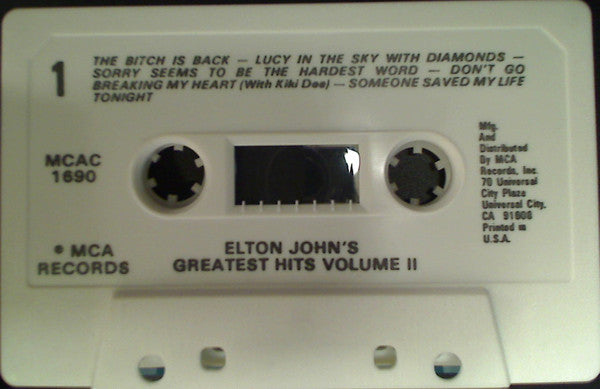 1
THE BITCH IS BACK — LUCY IN THE SKY WITH DIAMONDS —
SORRY SEEMS TO BE THE HARDEST WORD — DON'T GO
BREAKING MY HEART (With Kiki Dee) — SOMEONE SAVED MY LIFE
TONIGHT
MCAC
1690
Mfg.
And
Distributed
By MCA
Records, Inc.
70 Universal
City Plaza
Universal City,
CA 91608
Printed in
U.S.A.
MCA
RECORDS
ELTON JOHN'S
GREATEST HITS VOLUME II